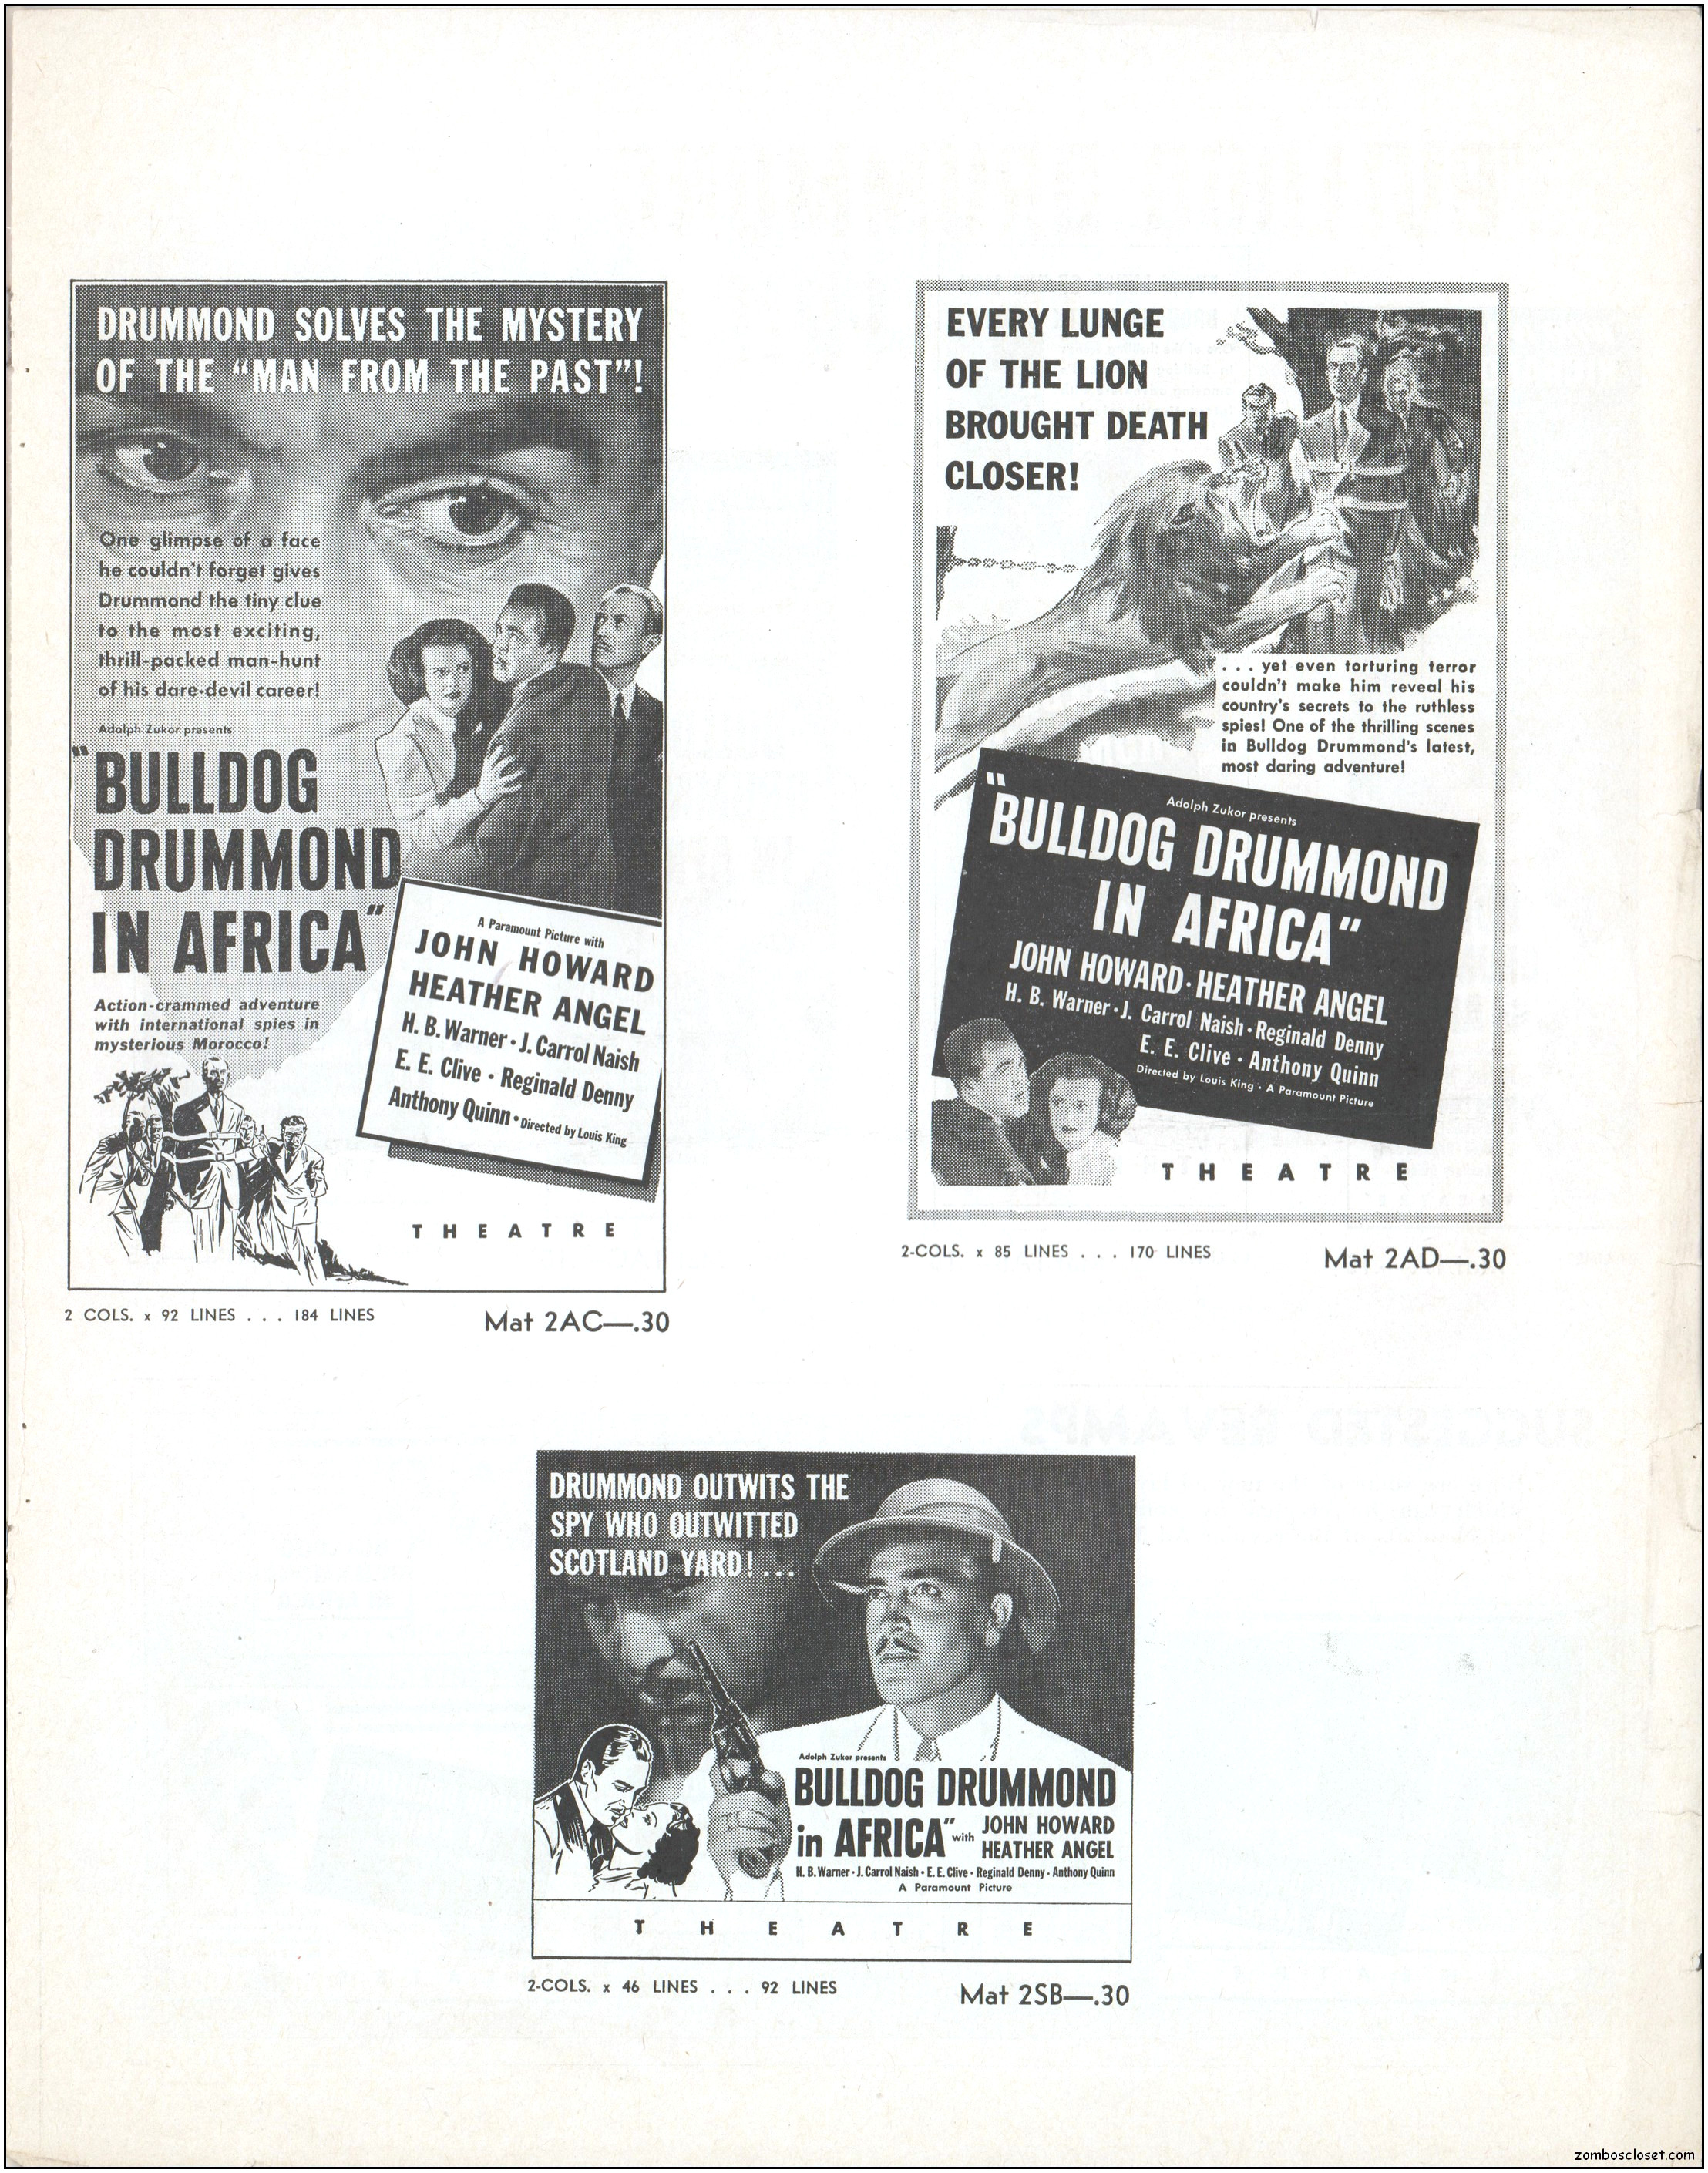 DRUMMOND SOLVES THE MYSTERY
OF THE "MAN FROM THE PAST"!
One glimpse of a face
he couldn't forget gives
Drummond the tiny clue
to the most exciting,
thrill-packed man-hunt
of his dare-devil career!
Adolph Zukor presents
"BULLDOG
DRUMMOND
IN AFRICA"
Action-crammed adventure
with international spies in
mysterious Morocco!
A Paramount Picture with
JOHN HOWARD
HEATHER ANGEL
H. B. Warner · J. Carrol Naish
E. E. Clive · Reginald Denny
Anthony Quinn · Directed by Louis King
THEATRE
2 COLS. x 92 LINES . . . 184 LINES
Mat 2AC—.30
EVERY LUNGE
OF THE LION
BROUGHT DEATH
CLOSER!
. . . yet even torturing terror
couldn't make him reveal his
country's secrets to the ruthless
spies! One of the thrilling scenes
in Bulldog Drummond's latest,
most daring adventure!
Adolph Zukor presents
"BULLDOG DRUMMOND
IN AFRICA"
JOHN HOWARD · HEATHER ANGEL
H. B. Warner · J. Carrol Naish · Reginald Denny
E. E. Clive · Anthony Quinn
Directed by Louis King · A Paramount Picture
THEATRE
2-COLS. x 85 LINES . . . 170 LINES
Mat 2AD—.30
DRUMMOND OUTWITS THE
SPY WHO OUTWITTED
SCOTLAND YARD! ...
Adolph Zukor presents
BULLDOG DRUMMOND
in AFRICA" with JOHN HOWARD
HEATHER ANGEL
H. B. Warner · J. Carrol Naish · E. E. Clive · Reginald Denny · Anthony Quinn
A Paramount Picture
THEATRE
2-COLS. x 46 LINES . . . 92 LINES
Mat 2SB—.30
SUGGESTED REVAMPS
zomboscloset.com